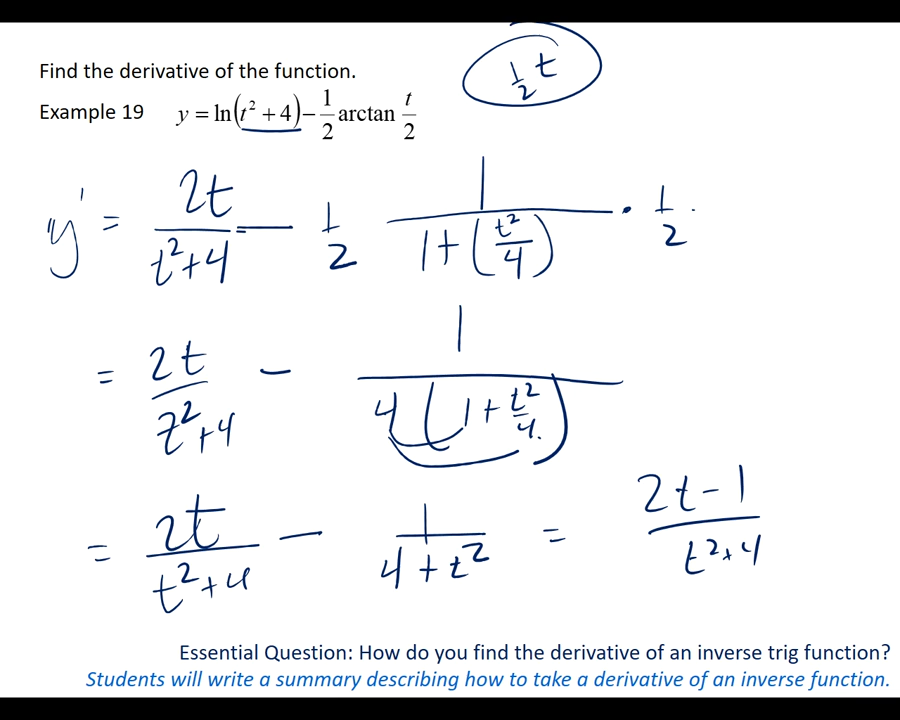 Find the derivative of the function.
½ t
Example 19 y = ln(t² + 4) − 1/2 arctan t/2
y' = 2t/(t²+4) − 1/2 1/(1+(t²/4)) · 1/2
= 2t/(t²+4) − 1/(4(1+t²/4))
= 2t/(t²+4) − 1/(4+t²) = (2t−1)/(t²+4)
Essential Question: How do you find the derivative of an inverse trig function?
Students will write a summary describing how to take a derivative of an inverse function.